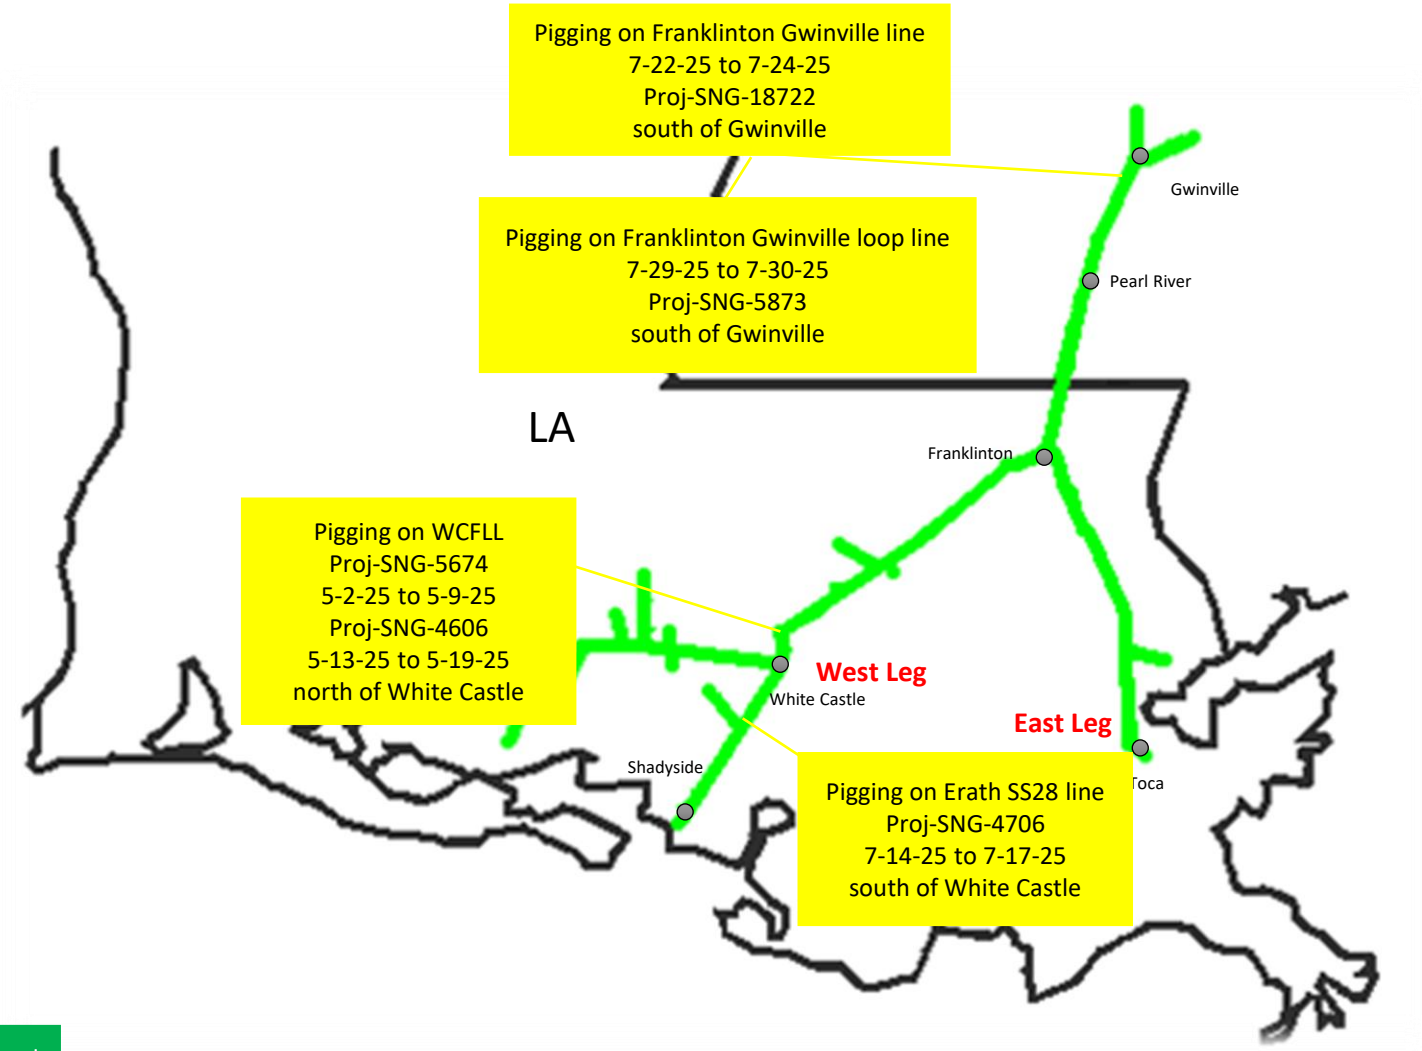 Pigging on Franklinton Gwinville line
7-22-25 to 7-24-25
Proj-SNG-18722
south of Gwinville
Gwinville
Pigging on Franklinton Gwinville loop line
7-29-25 to 7-30-25
Proj-SNG-5873
south of Gwinville
Pearl River
LA
Franklinton
Pigging on WCFLL
Proj-SNG-5674
5-2-25 to 5-9-25
Proj-SNG-4606
5-13-25 to 5-19-25
north of White Castle
West Leg
White Castle
East Leg
Shadyside
Toca
Pigging on Erath SS28 line
Proj-SNG-4706
7-14-25 to 7-17-25
south of White Castle